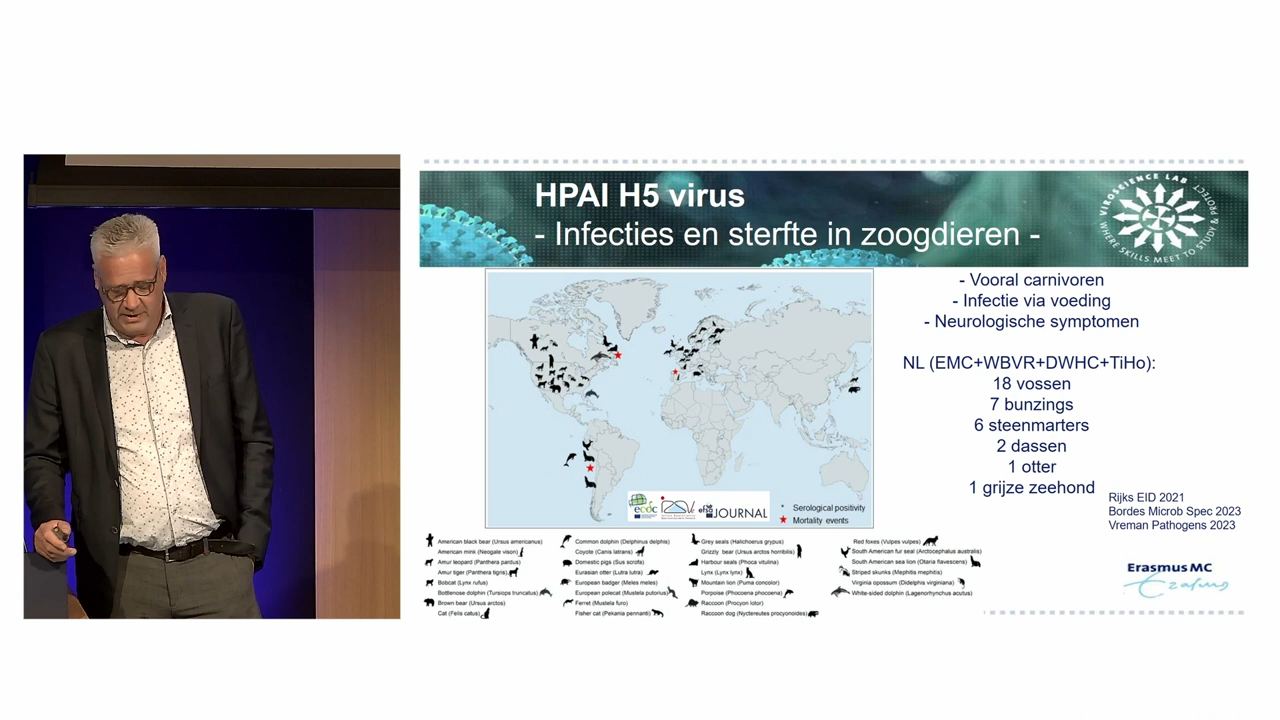 HPAI H5 virus
- Infecties en sterfte in zoogdieren -
VIROSCIENCE LAB
WHERE SKILLS MEET TO STUDY & PROTECT
- Vooral carnivoren
- Infectie via voeding
- Neurologische symptomen
NL (EMC+WBVR+DWHC+TiHo):
18 vossen
7 bunzings
6 steenmarters
2 dassen
1 otter
1 grijze zeehond
Rijks EID 2021
Bordes Microb Spec 2023
Vreman Pathogens 2023
ecdc
efsa JOURNAL
* Serological positivity
★ Mortality events
American black bear (Ursus americanus)
American mink (Neogale vison)
Amur leopard (Panthera pardus)
Amur tiger (Panthera tigris)
Bobcat (Lynx rufus)
Bottlenose dolphin (Tursiops truncatus)
Brown bear (Ursus arctos)
Cat (Felis catus)
Common dolphin (Delphinus delphis)
Coyote (Canis latrans)
Domestic pigs (Sus scrofa)
Eurasian otter (Lutra lutra)
European badger (Meles meles)
European polecat (Mustela putorius)
Ferret (Mustela furo)
Fisher cat (Pekania pennanti)
Grey seals (Halichoerus grypus)
Grizzly bear (Ursus arctos horribilis)
Harbour seals (Phoca vitulina)
Lynx (Lynx lynx)
Mountain lion (Puma concolor)
Porpoise (Phocoena phocoena)
Raccoon (Procyon lotor)
Raccoon dog (Nyctereutes procyonoides)
Red foxes (Vulpes vulpes)
South American fur seal (Arctocephalus australis)
South American sea lion (Otaria flavescens)
Striped skunks (Mephitis mephitis)
Virginia opossum (Didelphis virginiana)
White-sided dolphin (Lagenorhynchus acutus)
Erasmus MC
Erasmus